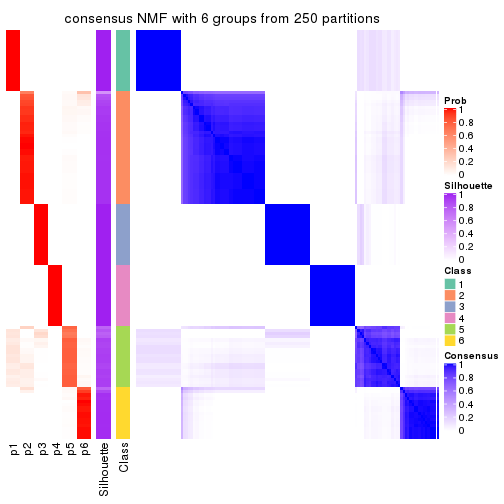 consensus NMF with 6 groups from 250 partitions
Prob
1
0.8
0.6
0.4
0.2
0
Silhouette
1
0.8
0.6
0.4
0.2
0
Class
1
2
3
4
5
6
Consensus
1
0.8
0.6
0.4
0.2
0
p1
p2
p3
p4
p5
p6
Silhouette
Class